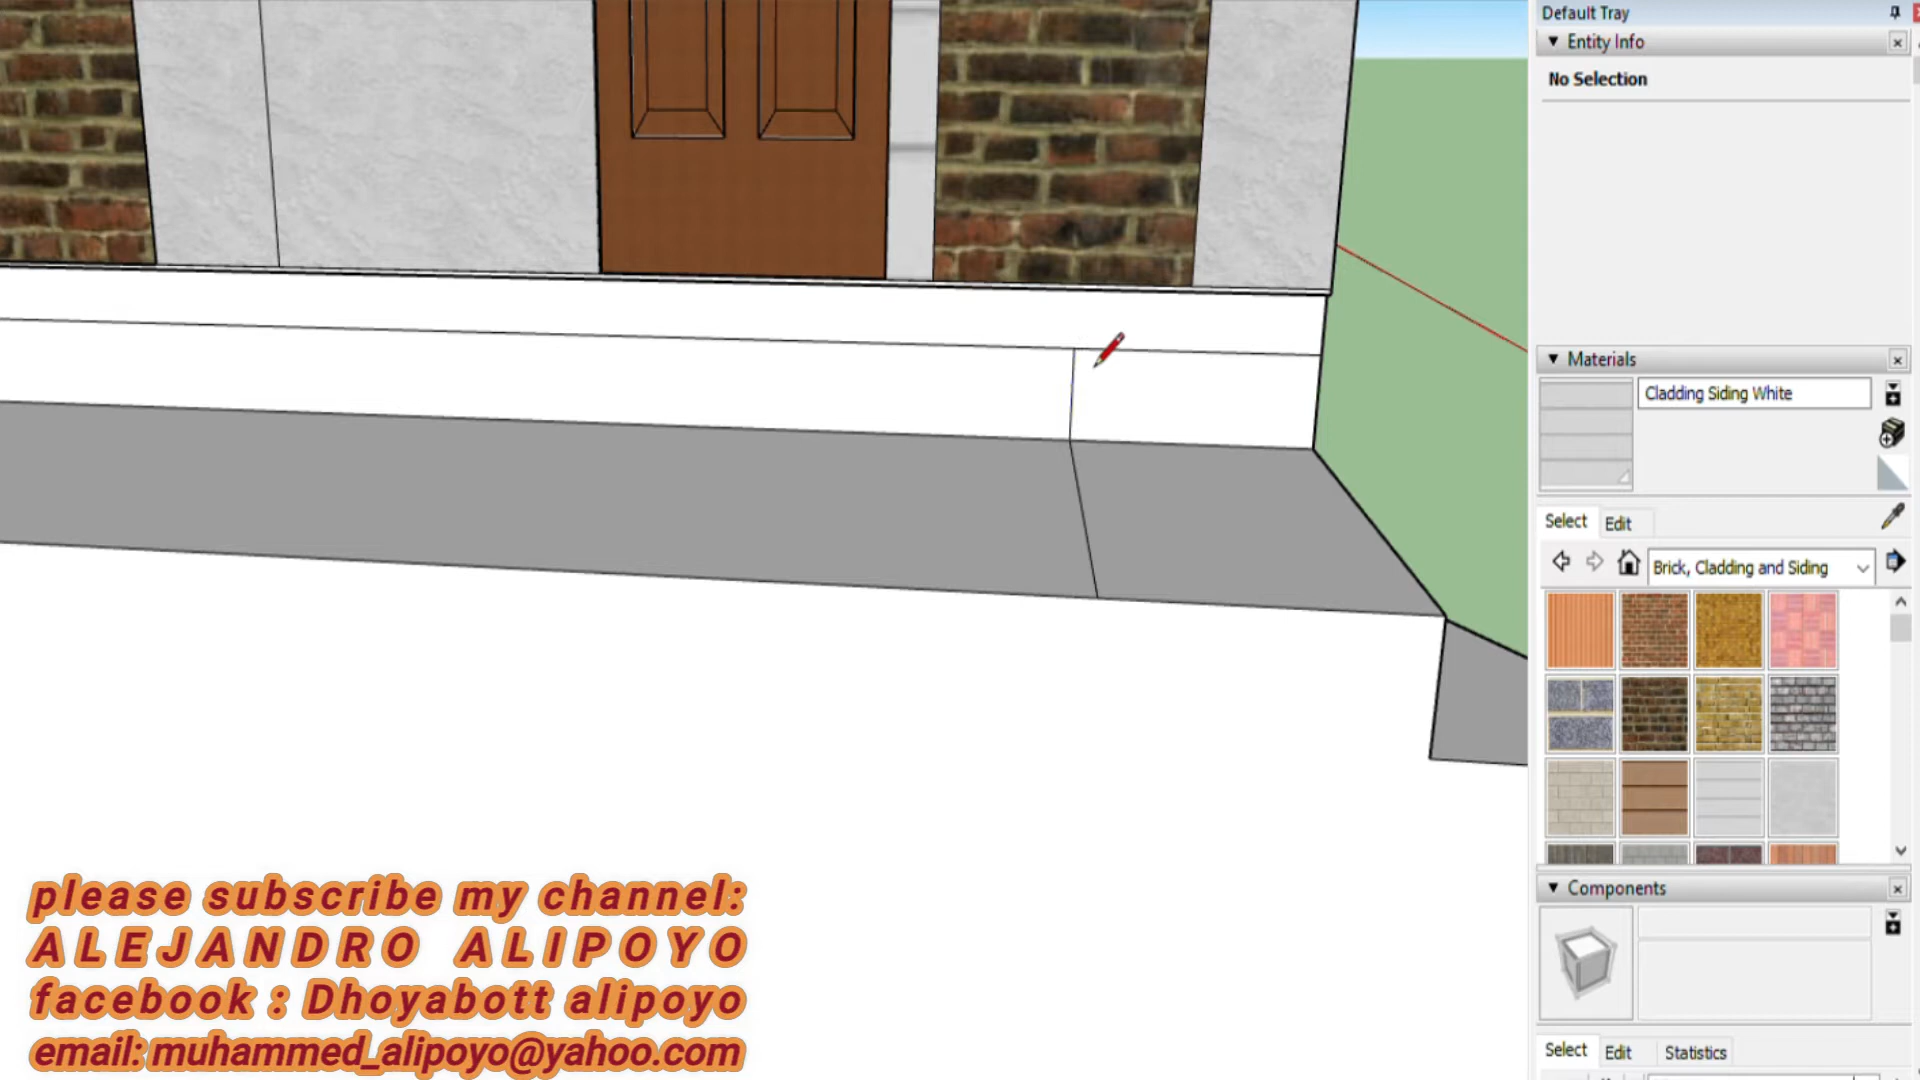 Default Tray
Entity Info
No Selection
Materials
Cladding Siding White
Select Edit
Brick, Cladding and Siding
Components
Select Edit Statistics
please subscribe my channel:
ALEJANDRO ALIPOYO
facebook : Dhoyabott alipoyo
email: muhammed_alipoyo@yahoo.com